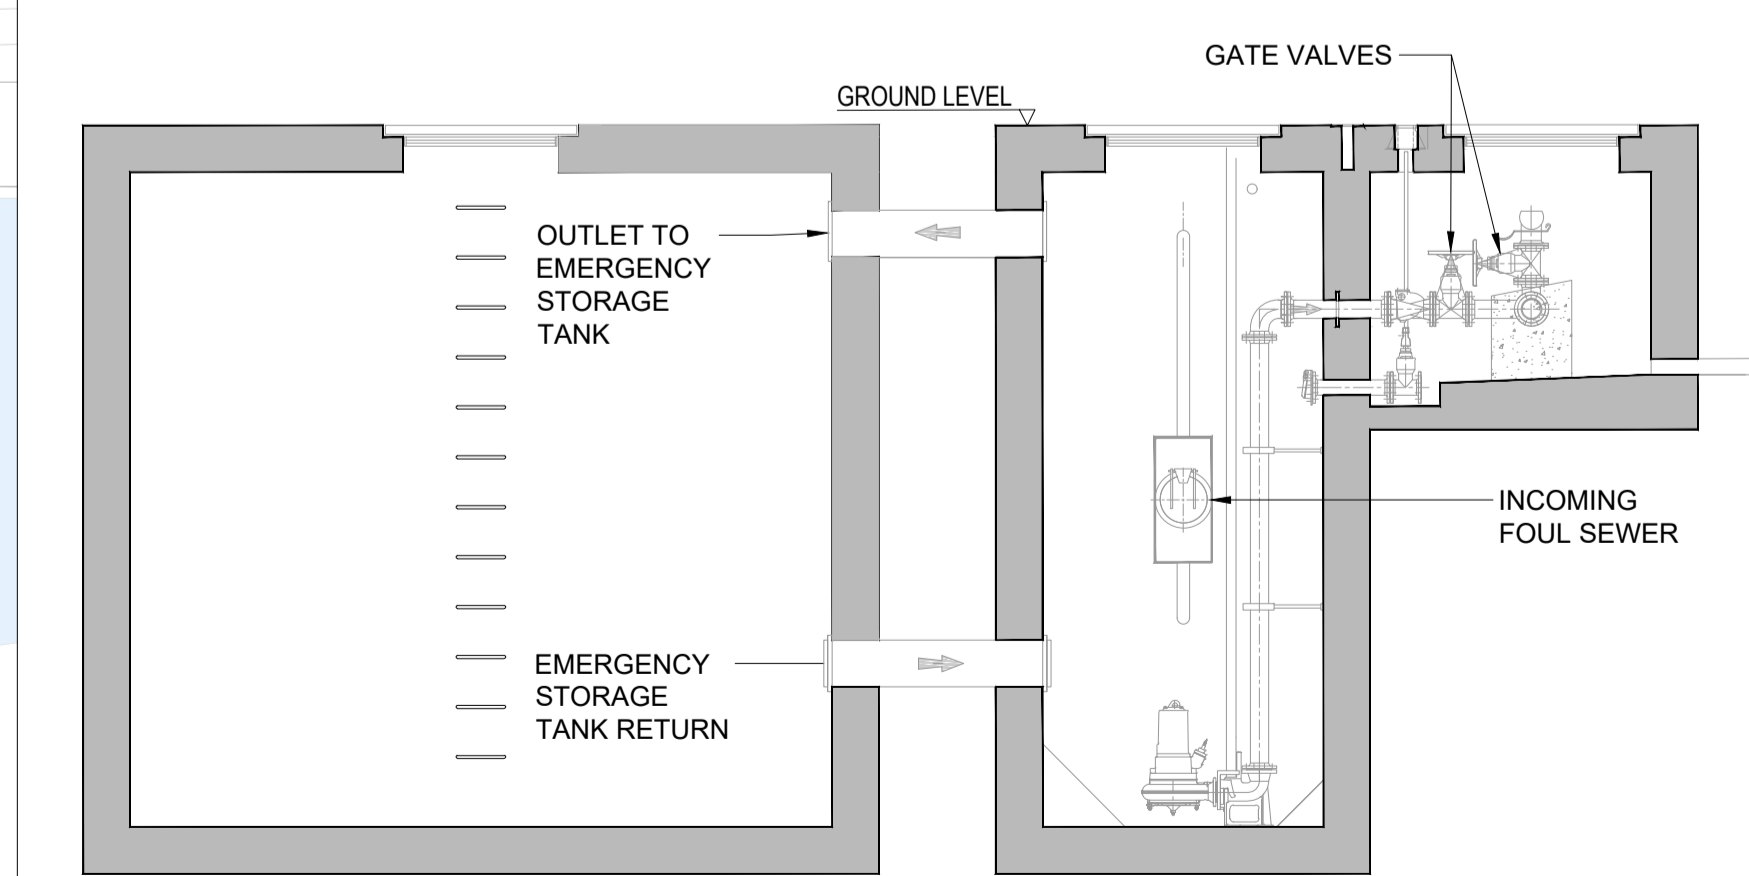 GATE VALVES
GROUND LEVEL
OUTLET TO
EMERGENCY
STORAGE
TANK
INCOMING
FOUL SEWER
EMERGENCY
STORAGE
TANK RETURN